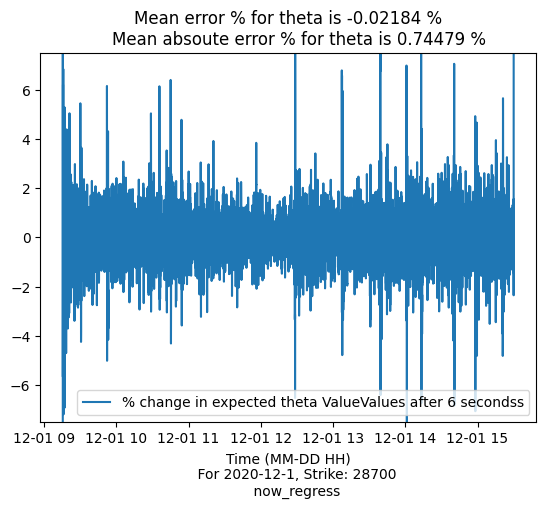 Mean error % for theta is -0.02184 %
Mean absoute error % for theta is 0.74479 %
6
4
2
0
−2
−4
−6
% change in expected theta ValueValues after 6 secondss
12-01 09 12-01 10 12-01 11 12-01 12 12-01 13 12-01 14 12-01 15
Time (MM-DD HH)
For 2020-12-1, Strike: 28700
now_regress